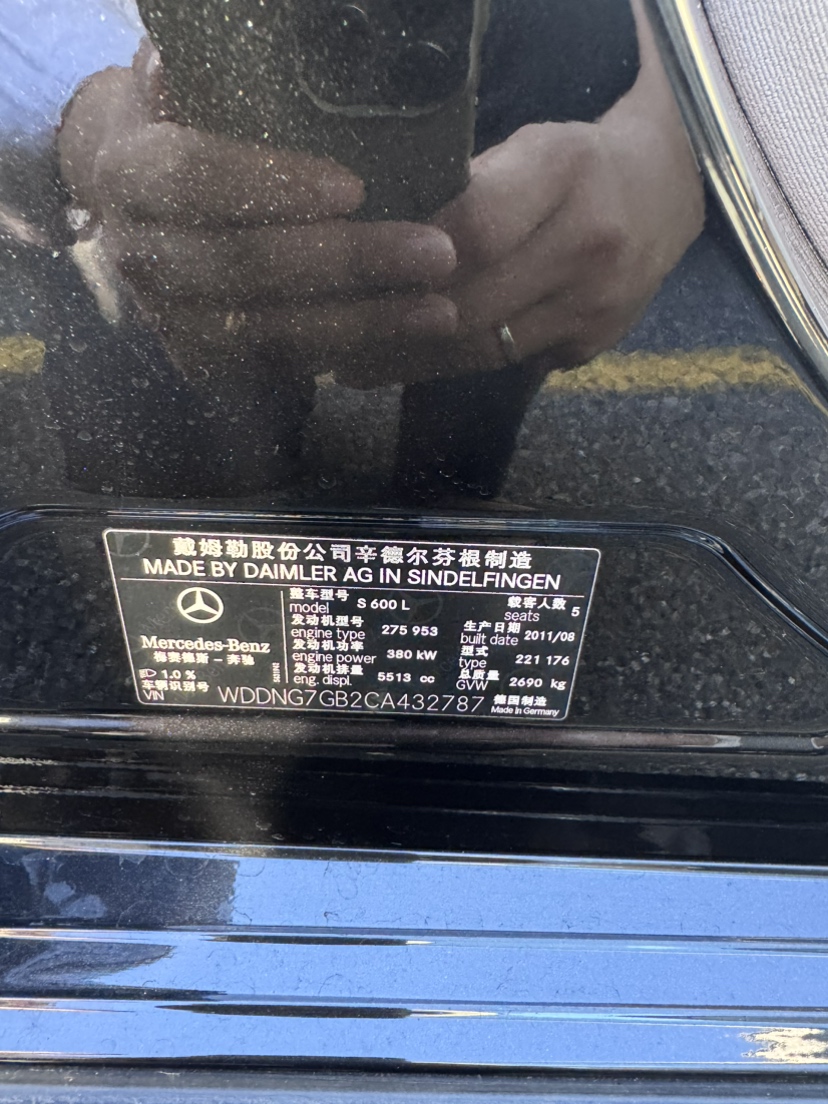 戴姆勒股份公司辛德尔芬根制造
MADE BY DAIMLER AG IN SINDELFINGEN
整车型号
model S 600 L
载客人数
seats 5
发动机型号
engine type 275 953
生产日期
built date 2011/08
发动机功率
engine power 380 kW
型式
type 221 176
发动机排量
eng. displ. 5513 cc
总质量
GVW 2690 kg
Mercedes-Benz
梅赛德斯－奔驰
1.0 %
车辆识别号
VIN WDDNG7GB2CA432787
德国制造
Made in Germany